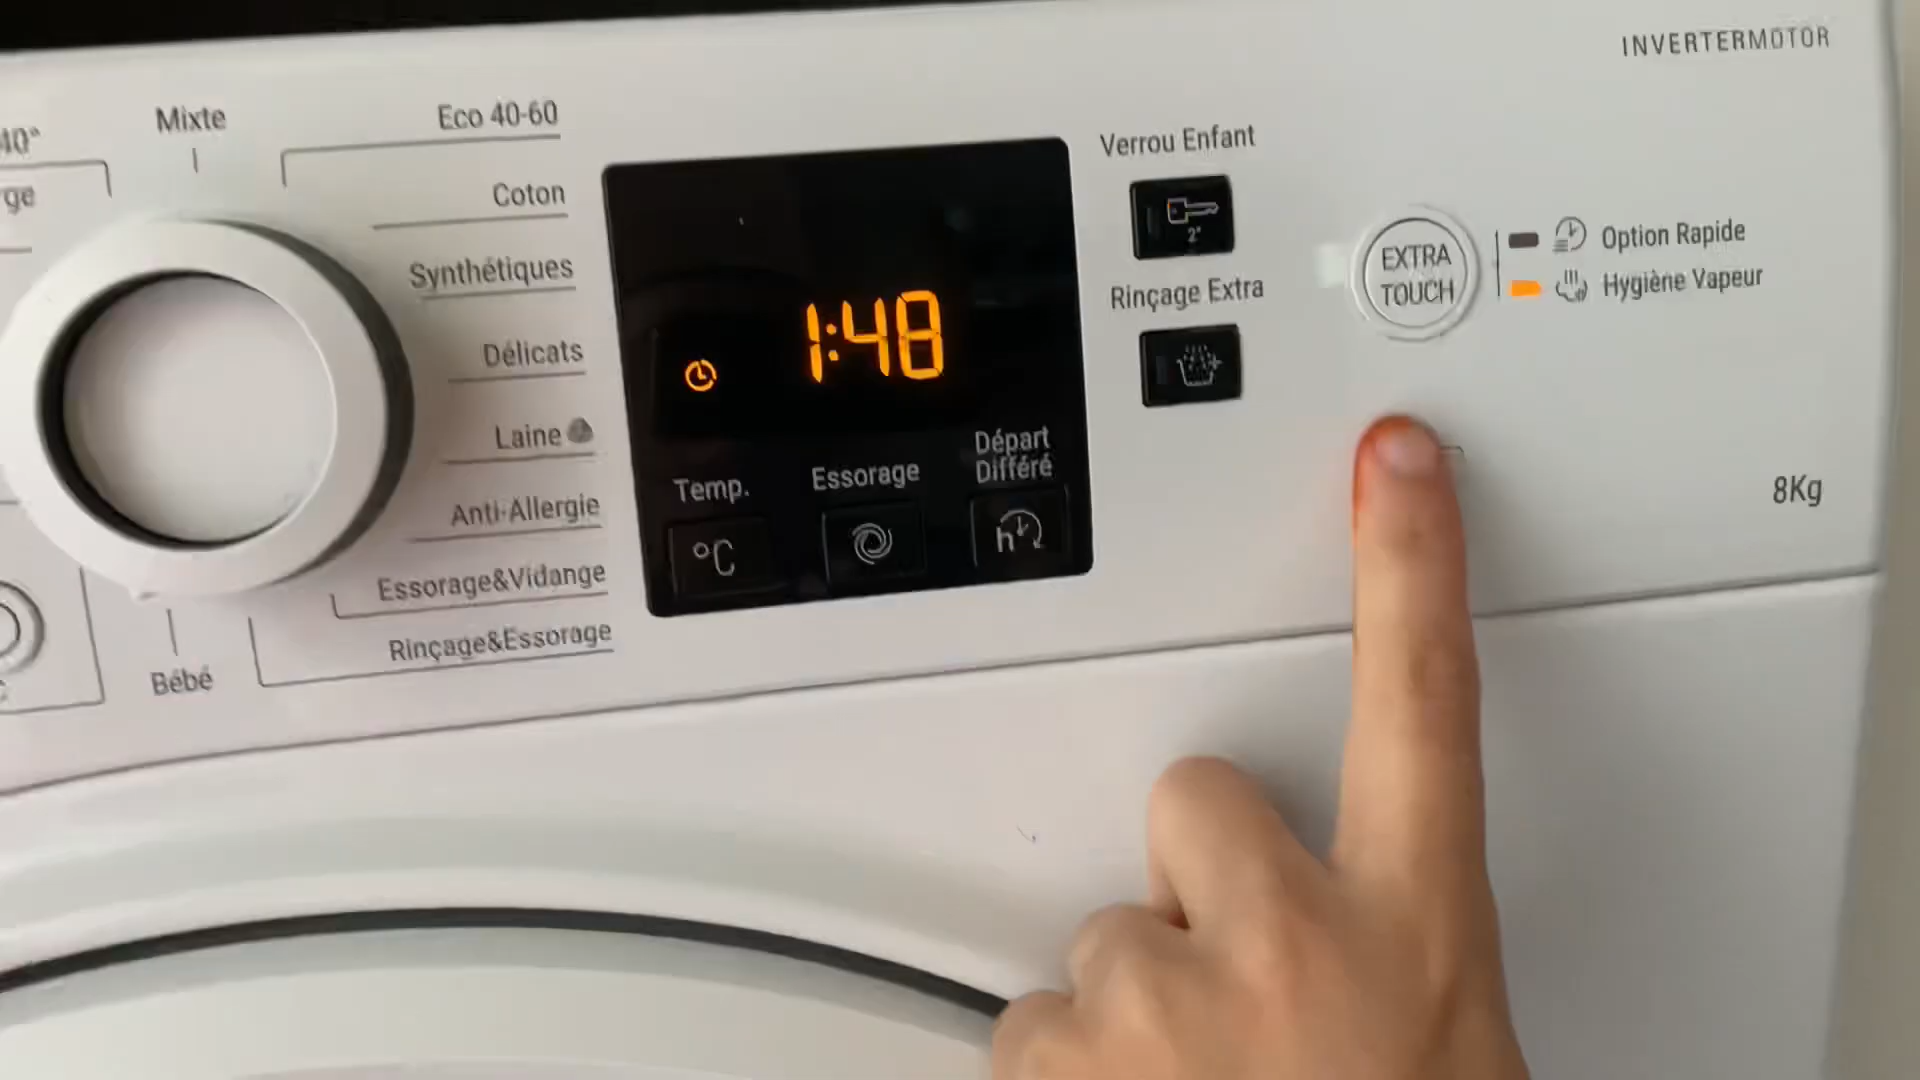 INVERTERMOTOR
40°
Mixte
Eco 40-60
Coton
Synthétiques
Délicats
Laine
Anti-Allergie
Essorage&Vidange
Rinçage&Essorage
Bébé
1:48
Temp.
°C
Essorage
Départ
Différé
h
Verrou Enfant
2"
Rinçage Extra
EXTRA
TOUCH
Option Rapide
Hygiène Vapeur
8Kg